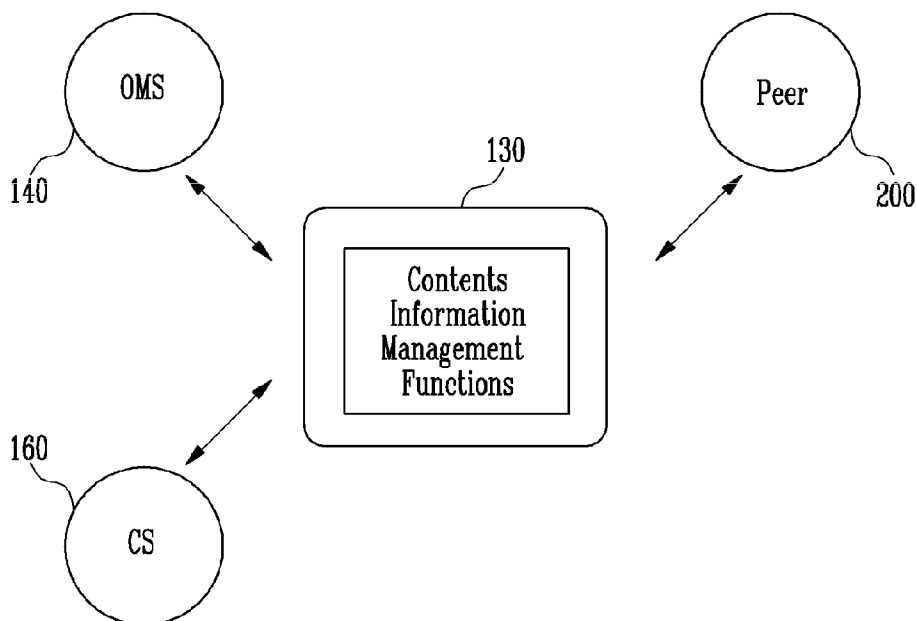 OMS
140
Peer
200
130
Contents
Information
Management
Functions
160
CS